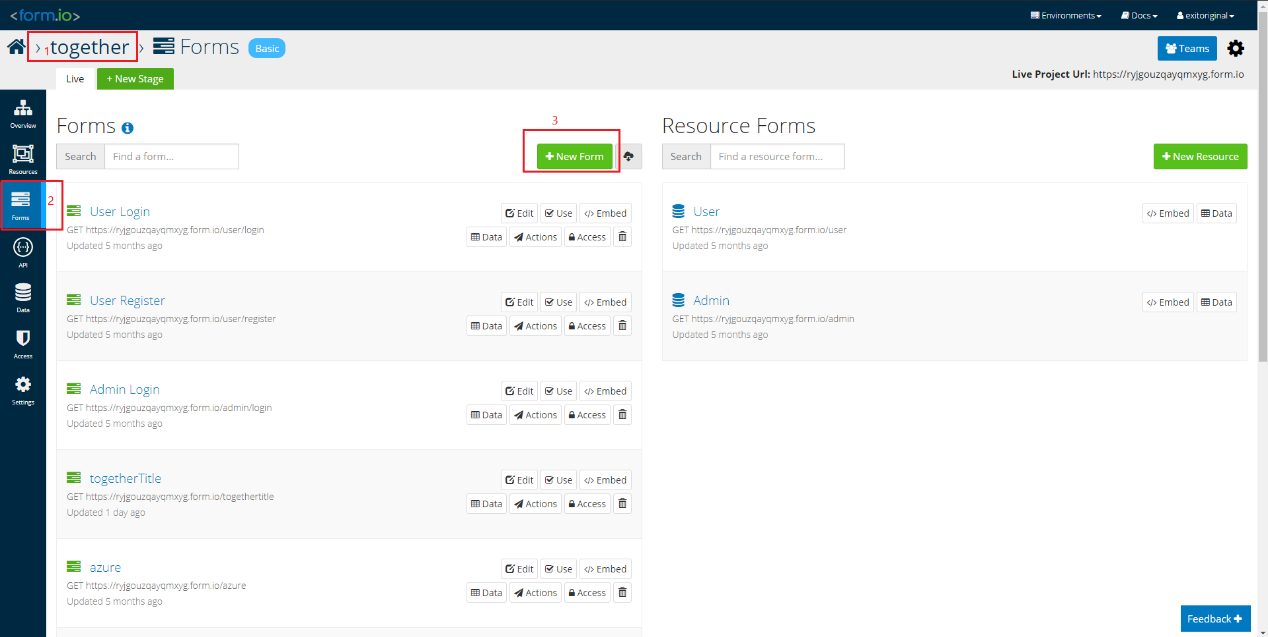 <form.io>
Environments
Docs
exitoriginal
1
› together › Forms Basic
Teams
Live
+ New Stage
Live Project Url: https://ryjgouzqayqmxyg.form.io
Overview
Resources
2
Forms
API
Data
Access
Settings
Forms
3
Search Find a form...
+ New Form
User Login
Edit Use </> Embed
GET https://ryjgouzqayqmxyg.form.io/user/login
Data Actions Access
Updated 5 months ago
User Register
Edit Use </> Embed
GET https://ryjgouzqayqmxyg.form.io/user/register
Data Actions Access
Updated 5 months ago
Admin Login
Edit Use </> Embed
GET https://ryjgouzqayqmxyg.form.io/admin/login
Data Actions Access
Updated 5 months ago
togetherTitle
Edit Use </> Embed
GET https://ryjgouzqayqmxyg.form.io/togethertitle
Data Actions Access
Updated 1 day ago
azure
Edit Use </> Embed
GET https://ryjgouzqayqmxyg.form.io/azure
Data Actions Access
Updated 5 months ago
Resource Forms
Search Find a resource form...
+ New Resource
User
</> Embed Data
GET https://ryjgouzqayqmxyg.form.io/user
Updated 5 months ago
Admin
</> Embed Data
GET https://ryjgouzqayqmxyg.form.io/admin
Updated 5 months ago
Feedback +